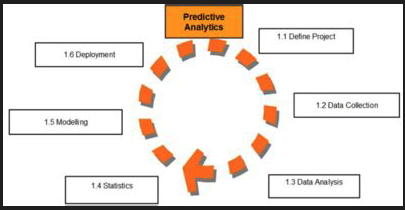 Predictive
Analytics
1.1 Define Project
1.2 Data Collection
1.3 Data Analysis
1.4 Statistics
1.5 Modelling
1.6 Deployment